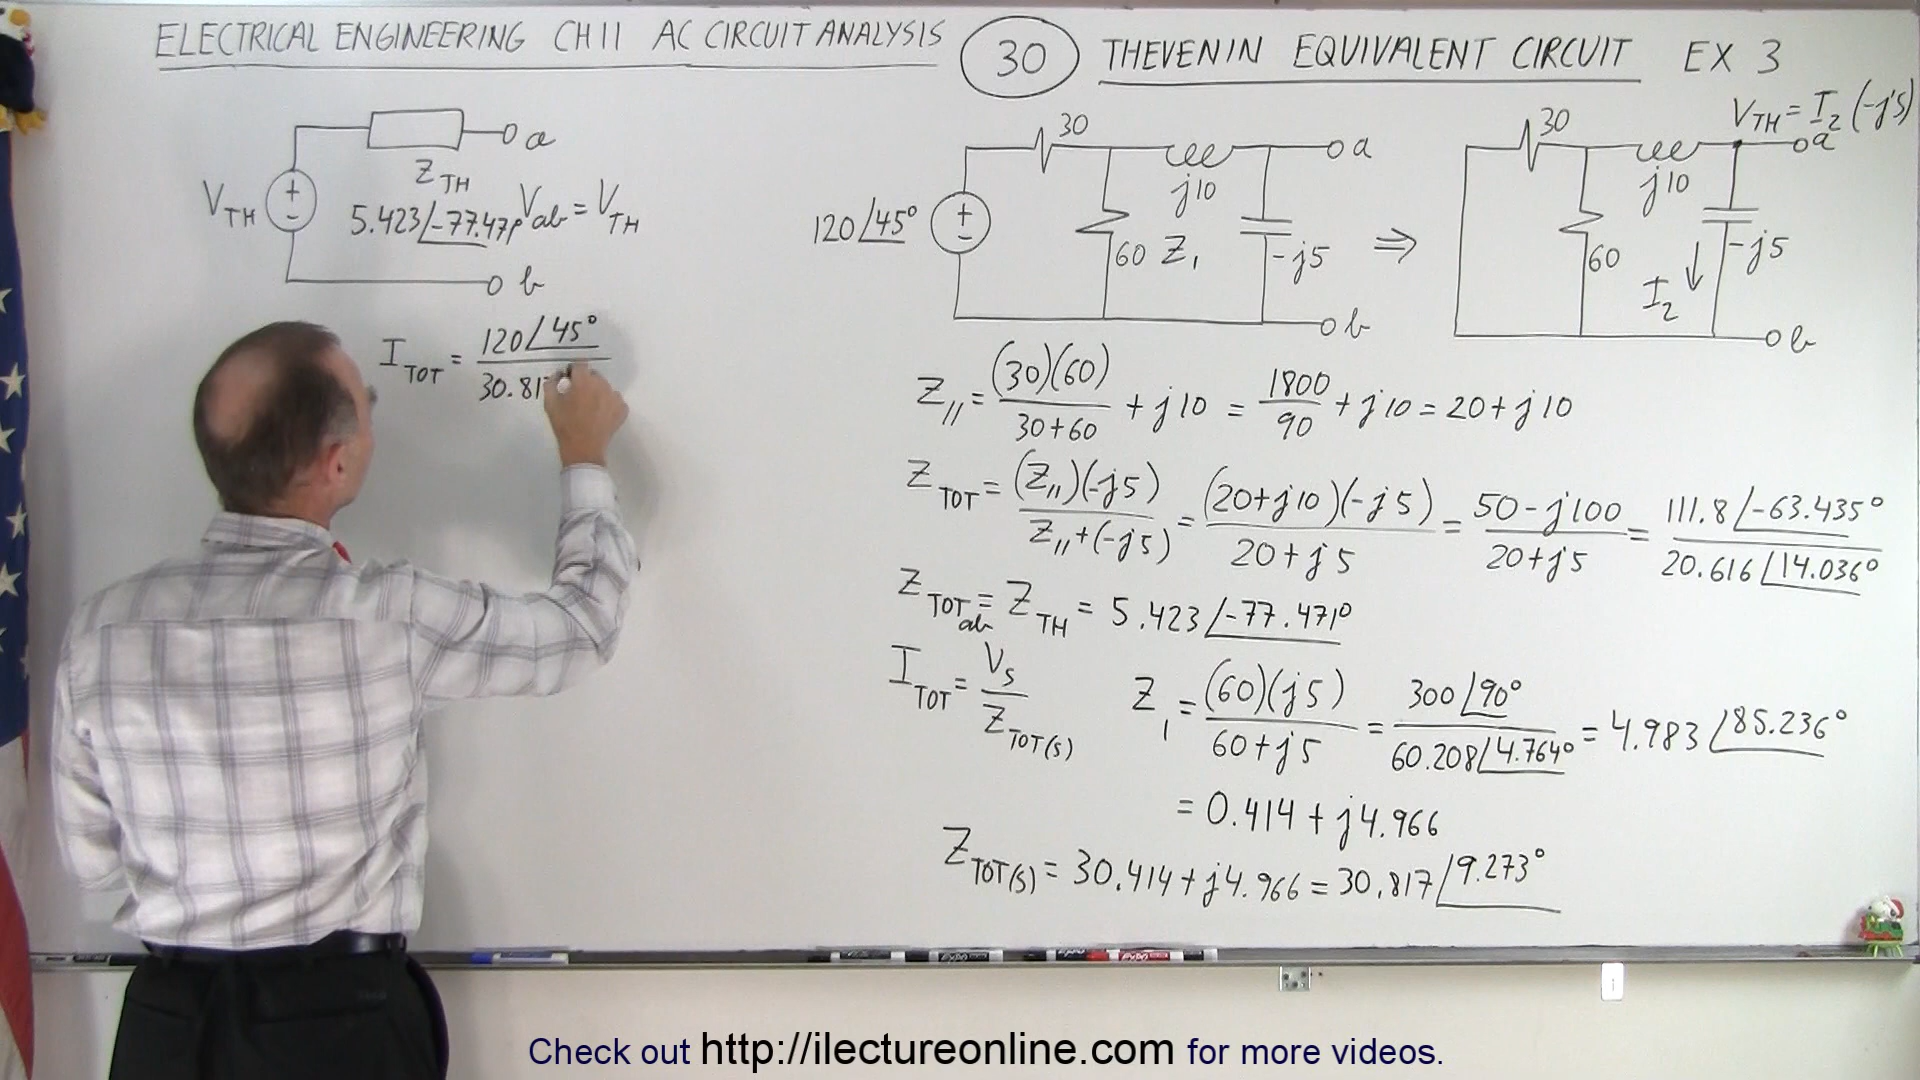 ELECTRICAL ENGINEERING CH 11 AC CIRCUIT ANALYSIS 30 THEVENIN EQUIVALENT CIRCUIT EX 3
a
Z_TH
V_TH + -
5.423 /-77.471°
V_ab = V_TH
b
30
a
j10
120 /45° + -
60 Z_1
-j5
b
⇒
V_TH = I_2 (-j5)
30
a
j10
60
-j5
I_2 ↓
b
I_TOT = 120 /45° / 30.817
Z_// = (30)(60) / 30+60 + j10 = 1800 / 90 + j10 = 20 + j10
Z_TOT = (Z_//)(-j5) / Z_// + (-j5) = (20+j10)(-j5) / 20 + j5 = 50 - j100 / 20 + j5 = 111.8 /-63.435° / 20.616 /14.036°
Z_TOT ab = Z_TH = 5.423 /-77.471°
I_TOT = V_S / Z_TOT(S)
Z_1 = (60)(j5) / 60 + j5 = 300 /90° / 60.208 /4.764° = 4.983 /85.236°
= 0.414 + j4.966
Z_TOT(S) = 30.414 + j4.966 = 30.817 /9.273°
Check out http://ilectureonline.com for more videos.